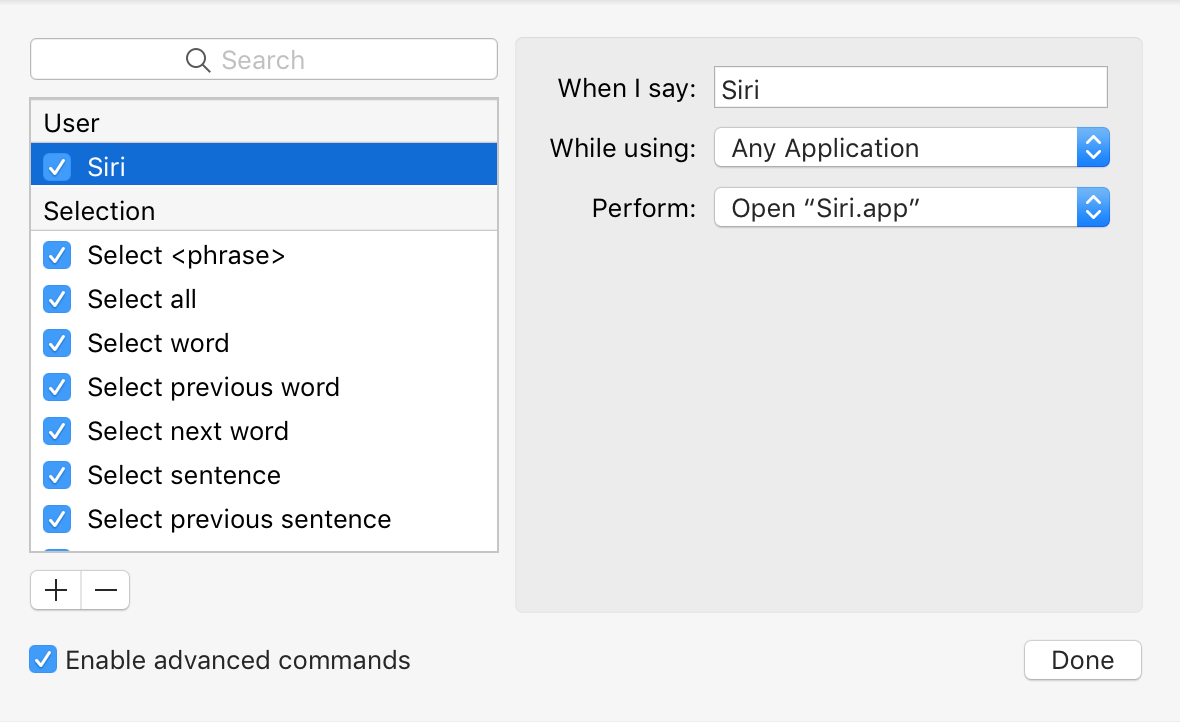 Search
User
Siri
Selection
Select <phrase>
Select all
Select word
Select previous word
Select next word
Select sentence
Select previous sentence
Enable advanced commands
When I say: Siri
While using: Any Application
Perform: Open “Siri.app”
Done